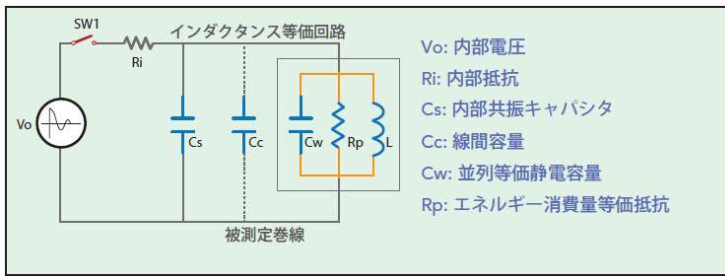 SW1
インダクタンス等価回路
Ri
Vo
Cs
Cc
Cw
Rp
L
被測定巻線
Vo: 内部電圧
Ri: 内部抵抗
Cs: 内部共振キャパシタ
Cc: 線間容量
Cw: 並列等価静電容量
Rp: エネルギー消費量等価抵抗